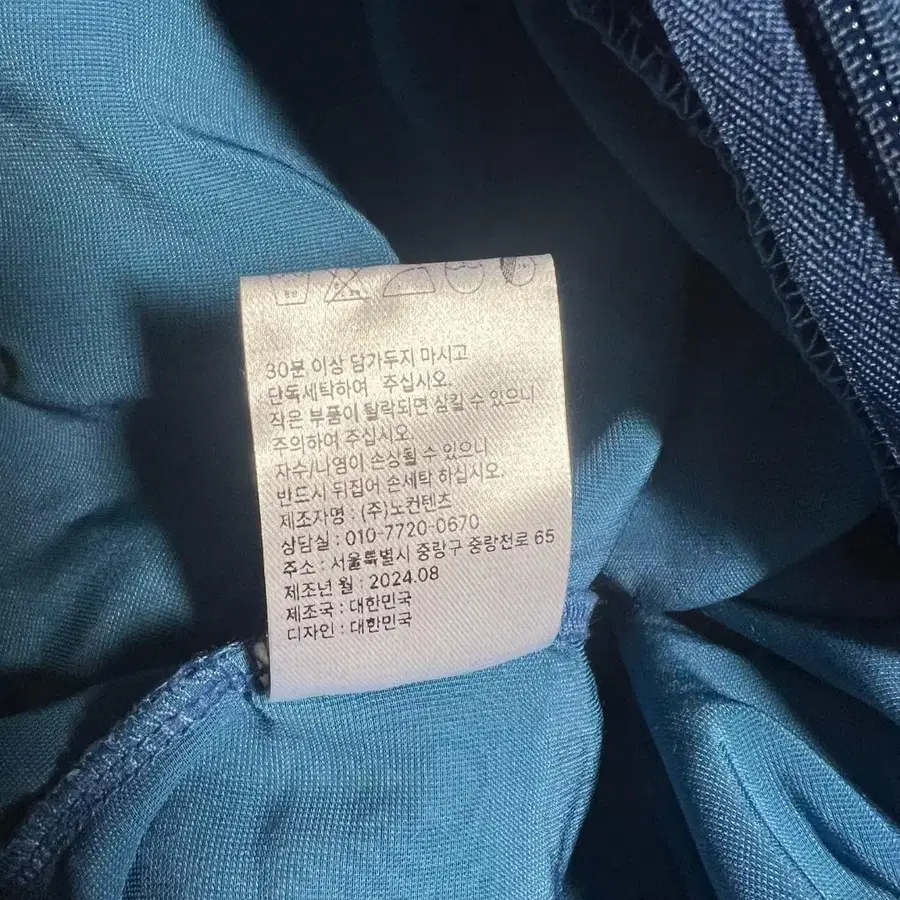 30분 이상 담가두지 마시고
단독세탁하여 주십시오.
작은 부품이 탈락되면 삼킬 수 있으니
주의하여 주십시오.
자수/나염이 손상될 수 있으니
반드시 뒤집어 손세탁 하십시오.
제조자명 : (주)노컨텐츠
상담실 : 010-7720-0670
주소 : 서울특별시 중랑구 중랑천로 65
제조년 월 : 2024.08
제조국 : 대한민국
디자인 : 대한민국